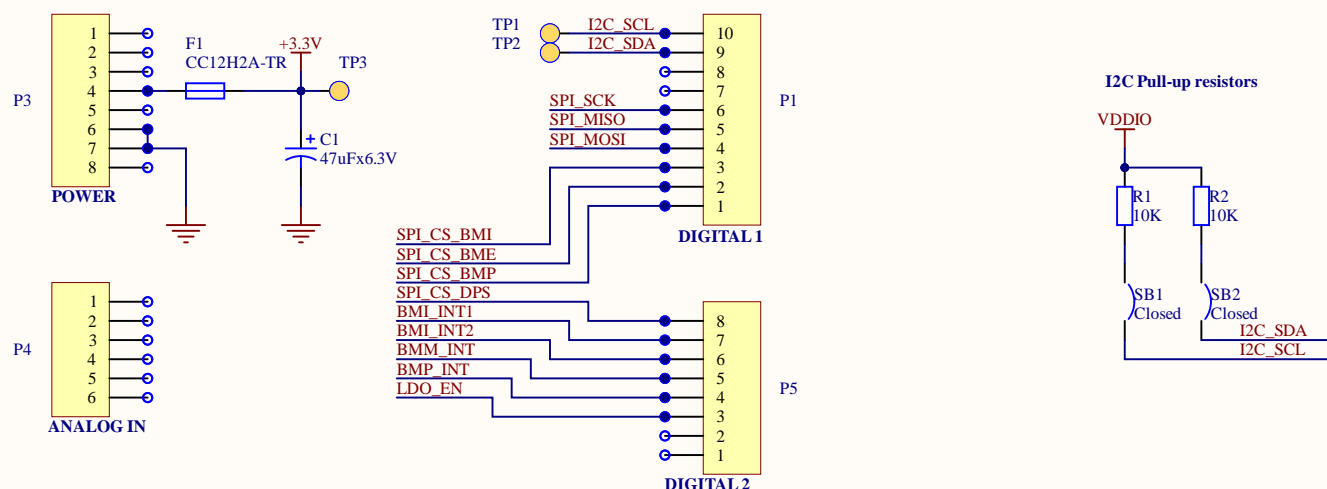 P3
1
2
3
4
5
6
7
8
POWER
F1
CC12H2A-TR
+3.3V
TP3
C1
47uFx6.3V
P4
1
2
3
4
5
6
ANALOG IN
TP1
TP2
I2C_SCL
I2C_SDA
SPI_SCK
SPI_MISO
SPI_MOSI
10
9
8
7
6
5
4
3
2
1
P1
DIGITAL 1
SPI_CS_BMI
SPI_CS_BME
SPI_CS_BMP
SPI_CS_DPS
BMI_INT1
BMI_INT2
BMM_INT
BMP_INT
LDO_EN
8
7
6
5
4
3
2
1
P5
DIGITAL 2
I2C Pull-up resistors
VDDIO
R1
10K
R2
10K
SB1
Closed
SB2
Closed
I2C_SDA
I2C_SCL